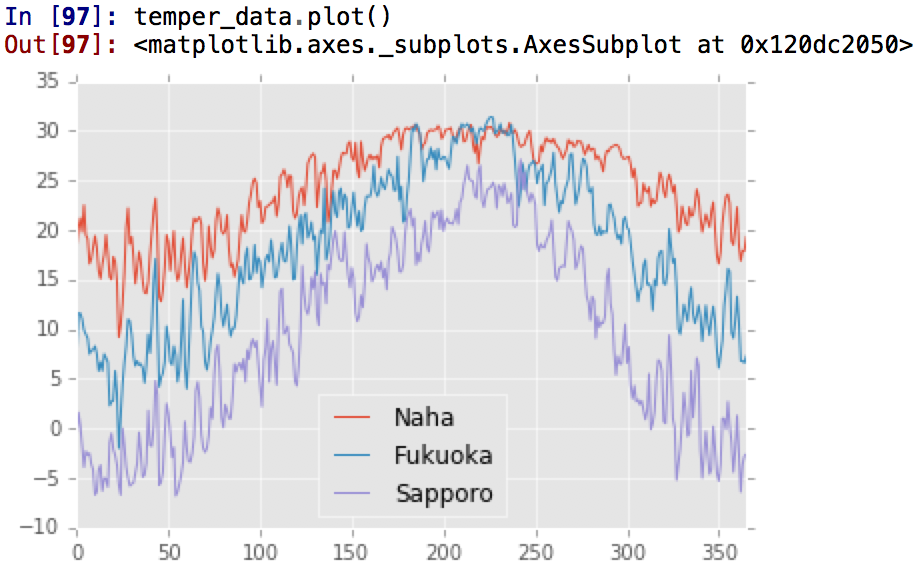 In [97]: temper_data.plot()
Out[97]: <matplotlib.axes._subplots.AxesSubplot at 0x120dc2050>
35
30
25
20
15
10
5
0
−5
−10
Naha
Fukuoka
Sapporo
0 50 100 150 200 250 300 350